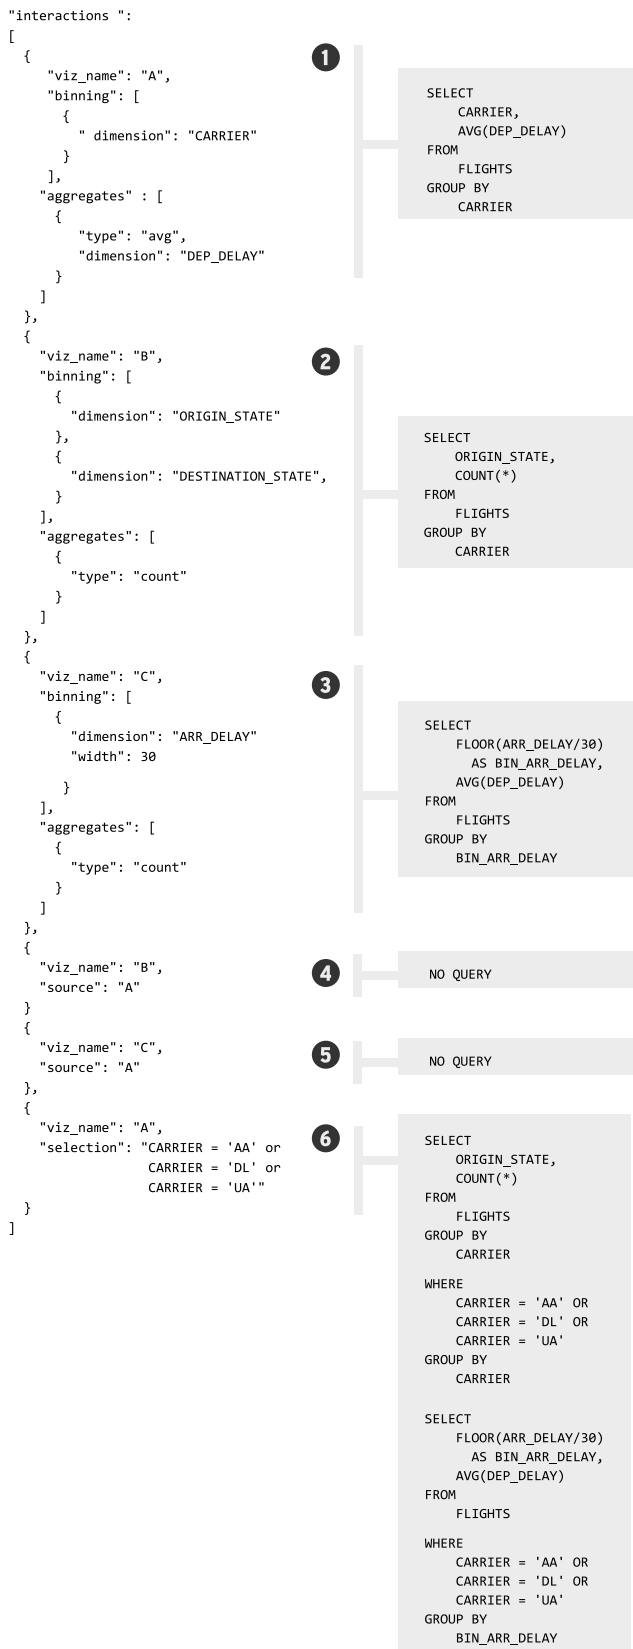 "interactions ":
[
{
"viz_name": "A",
"binning": [
{
" dimension": "CARRIER"
}
],
"aggregates" : [
{
"type": "avg",
"dimension": "DEP_DELAY"
}
]
},
{
"viz_name": "B",
"binning": [
{
"dimension": "ORIGIN_STATE"
},
{
"dimension": "DESTINATION_STATE",
}
],
"aggregates": [
{
"type": "count"
}
]
},
{
"viz_name": "C",
"binning": [
{
"dimension": "ARR_DELAY"
"width": 30
}
],
"aggregates": [
{
"type": "count"
}
]
},
{
"viz_name": "B",
"source": "A"
}
{
"viz_name": "C",
"source": "A"
},
{
"viz_name": "A",
"selection": "CARRIER = 'AA' or
CARRIER = 'DL' or
CARRIER = 'UA'"
}
]
1
SELECT
CARRIER,
AVG(DEP_DELAY)
FROM
FLIGHTS
GROUP BY
CARRIER
2
SELECT
ORIGIN_STATE,
COUNT(*)
FROM
FLIGHTS
GROUP BY
CARRIER
3
SELECT
FLOOR(ARR_DELAY/30)
AS BIN_ARR_DELAY,
AVG(DEP_DELAY)
FROM
FLIGHTS
GROUP BY
BIN_ARR_DELAY
4
NO QUERY
5
NO QUERY
6
SELECT
ORIGIN_STATE,
COUNT(*)
FROM
FLIGHTS
GROUP BY
CARRIER
WHERE
CARRIER = 'AA' OR
CARRIER = 'DL' OR
CARRIER = 'UA'
GROUP BY
CARRIER
SELECT
FLOOR(ARR_DELAY/30)
AS BIN_ARR_DELAY,
AVG(DEP_DELAY)
FROM
FLIGHTS
WHERE
CARRIER = 'AA' OR
CARRIER = 'DL' OR
CARRIER = 'UA'
GROUP BY
BIN_ARR_DELAY